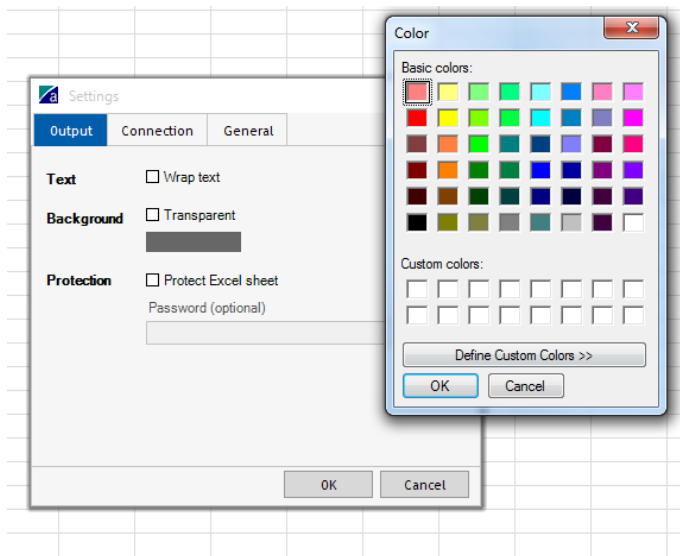 Color
Basic colors:
Settings
Output Connection General
Text Wrap text
Background Transparent
Protection Protect Excel sheet
Password (optional)
OK Cancel
Custom colors:
Define Custom Colors >>
OK Cancel